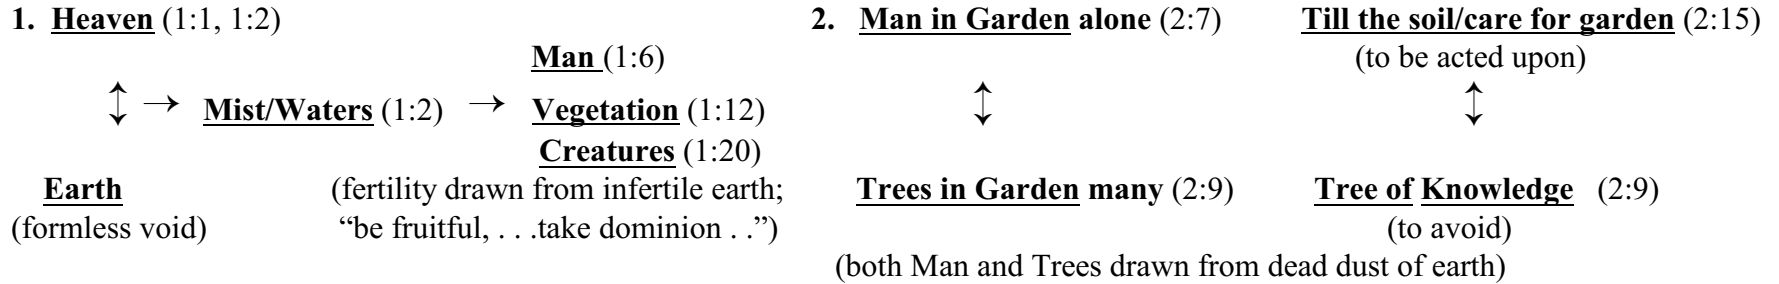 1. Heaven (1:1, 1:2)
Man (1:6)
↕ → Mist/Waters (1:2) → Vegetation (1:12)
Creatures (1:20)
Earth (fertility drawn from infertile earth;
(formless void) “be fruitful, . . .take dominion . .”)
2. Man in Garden alone (2:7) Till the soil/care for garden (2:15)
(to be acted upon)
↕ ↕
Trees in Garden many (2:9) Tree of Knowledge (2:9)
(to avoid)
(both Man and Trees drawn from dead dust of earth)